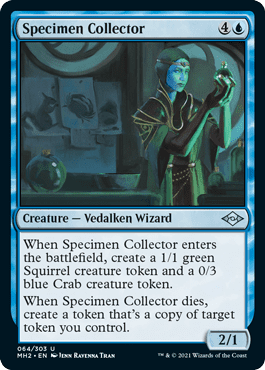 Specimen Collector 4
Creature — Vedalken Wizard
When Specimen Collector enters
the battlefield, create a 1/1 green
Squirrel creature token and a 0/3
blue Crab creature token.
When Specimen Collector dies,
create a token that's a copy of target
token you control.
2/1
064/303 U
MH2 • EN Jenn Ravenna Tran
™ & © 2021 Wizards of the Coast